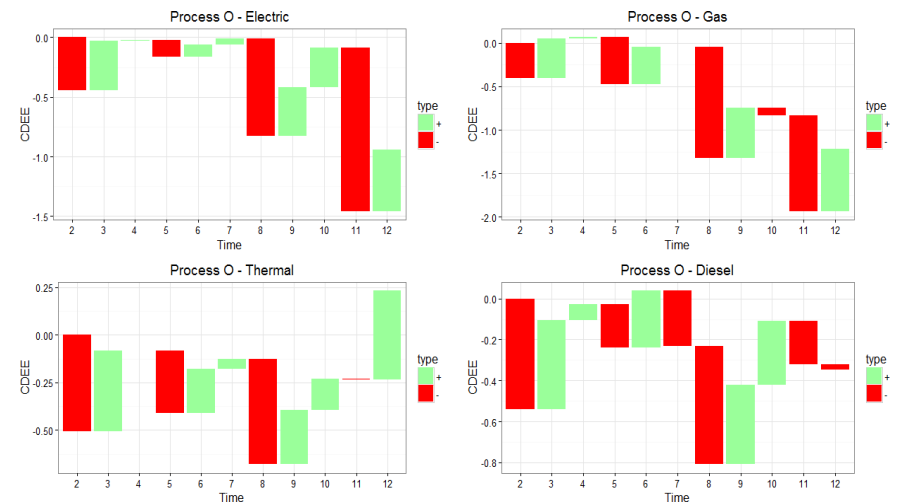 Process O - Electric
0.0
-0.5
-1.0
-1.5
CDEE
2 3 4 5 6 7 8 9 10 11 12
Time
type
+
-
Process O - Gas
0.0
-0.5
-1.0
-1.5
-2.0
CDEE
2 3 4 5 6 7 8 9 10 11 12
Time
type
+
-
Process O - Thermal
0.25
0.00
-0.25
-0.50
CDEE
2 3 4 5 6 7 8 9 10 11 12
Time
type
+
-
Process O - Diesel
0.0
-0.2
-0.4
-0.6
-0.8
CDEE
2 3 4 5 6 7 8 9 10 11 12
Time
type
+
-